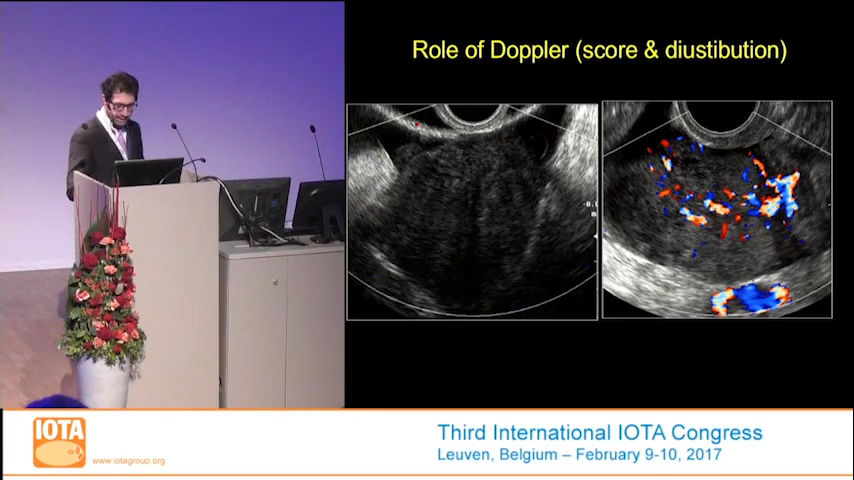 Role of Doppler (score & diustibution)
IOTA
www.iotagroup.org
Third International IOTA Congress
Leuven, Belgium – February 9-10, 2017